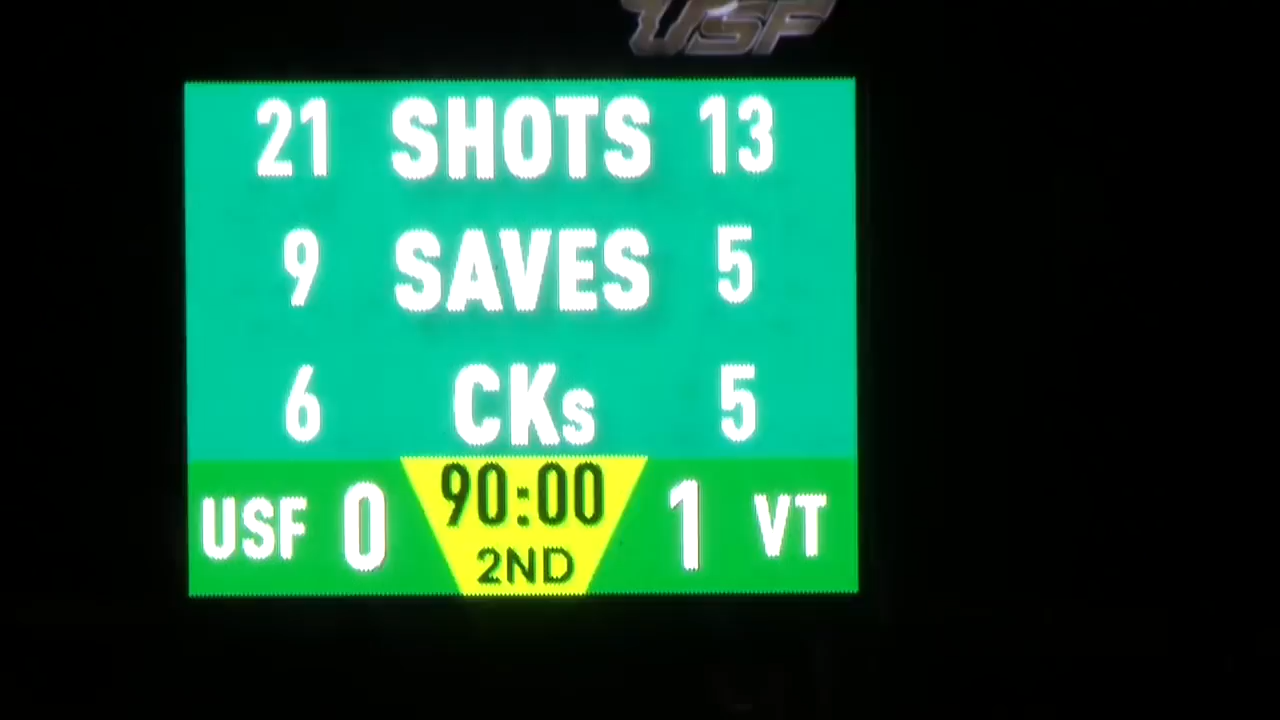 USF
21 SHOTS 13
9 SAVES 5
6 CKs 5
USF 0 90:00 1 VT
2ND